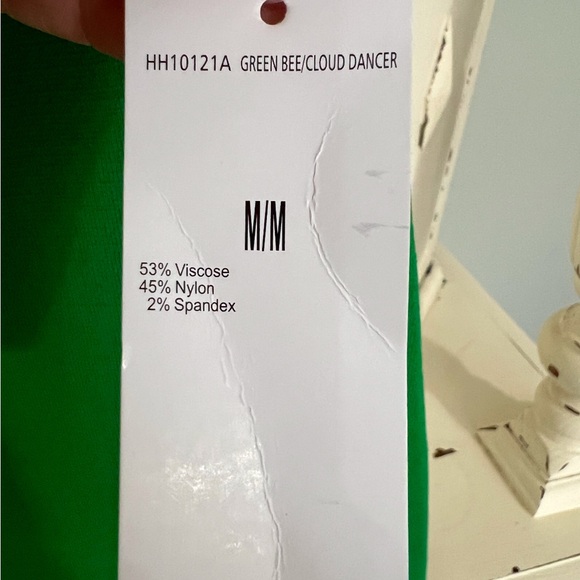 HH10121A GREEN BEE/CLOUD DANCER
M/M
53% Viscose
45% Nylon
2% Spandex